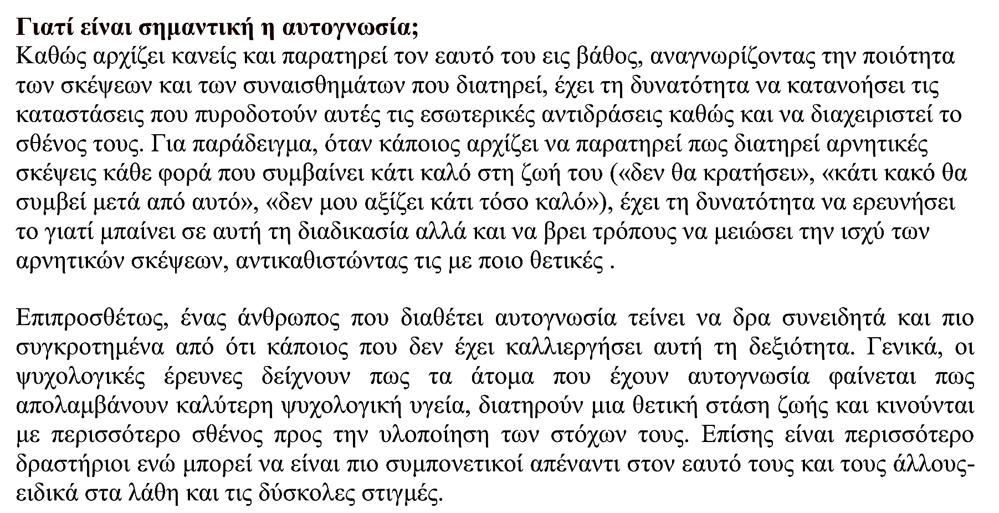 Γιατί είναι σημαντική η αυτογνωσία;
Καθώς αρχίζει κανείς και παρατηρεί τον εαυτό του εις βάθος, αναγνωρίζοντας την ποιότητα
των σκέψεων και των συναισθημάτων που διατηρεί, έχει τη δυνατότητα να κατανοήσει τις
καταστάσεις που πυροδοτούν αυτές τις εσωτερικές αντιδράσεις καθώς και να διαχειριστεί το
σθένος τους. Για παράδειγμα, όταν κάποιος αρχίζει να παρατηρεί πως διατηρεί αρνητικές
σκέψεις κάθε φορά που συμβαίνει κάτι καλό στη ζωή του («δεν θα κρατήσει», «κάτι κακό θα
συμβεί μετά από αυτό», «δεν μου αξίζει κάτι τόσο καλό»), έχει τη δυνατότητα να ερευνήσει
το γιατί μπαίνει σε αυτή τη διαδικασία αλλά και να βρει τρόπους να μειώσει την ισχύ των
αρνητικών σκέψεων, αντικαθιστώντας τις με ποιο θετικές .
Επιπροσθέτως, ένας άνθρωπος που διαθέτει αυτογνωσία τείνει να δρα συνειδητά και πιο
συγκροτημένα από ότι κάποιος που δεν έχει καλλιεργήσει αυτή τη δεξιότητα. Γενικά, οι
ψυχολογικές έρευνες δείχνουν πως τα άτομα που έχουν αυτογνωσία φαίνεται πως
απολαμβάνουν καλύτερη ψυχολογική υγεία, διατηρούν μια θετική στάση ζωής και κινούνται
με περισσότερο σθένος προς την υλοποίηση των στόχων τους. Επίσης είναι περισσότερο
δραστήριοι ενώ μπορεί να είναι πιο συμπονετικοί απέναντι στον εαυτό τους και τους άλλους-
ειδικά στα λάθη και τις δύσκολες στιγμές.